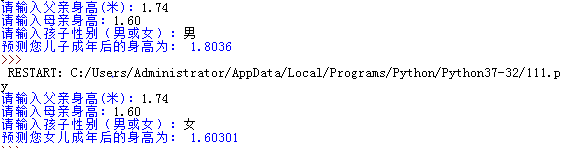 请输入父亲身高(米): 1.74
请输入母亲身高: 1.60
请输入孩子性别（男或女）: 男
预测您儿子成年后的身高为:  1.8036
>>>
 RESTART: C:/Users/Administrator/AppData/Local/Programs/Python/Python37-32/111.p
y
请输入父亲身高(米): 1.74
请输入母亲身高: 1.60
请输入孩子性别（男或女）: 女
预测您女儿成年后的身高为:  1.60301
>>>